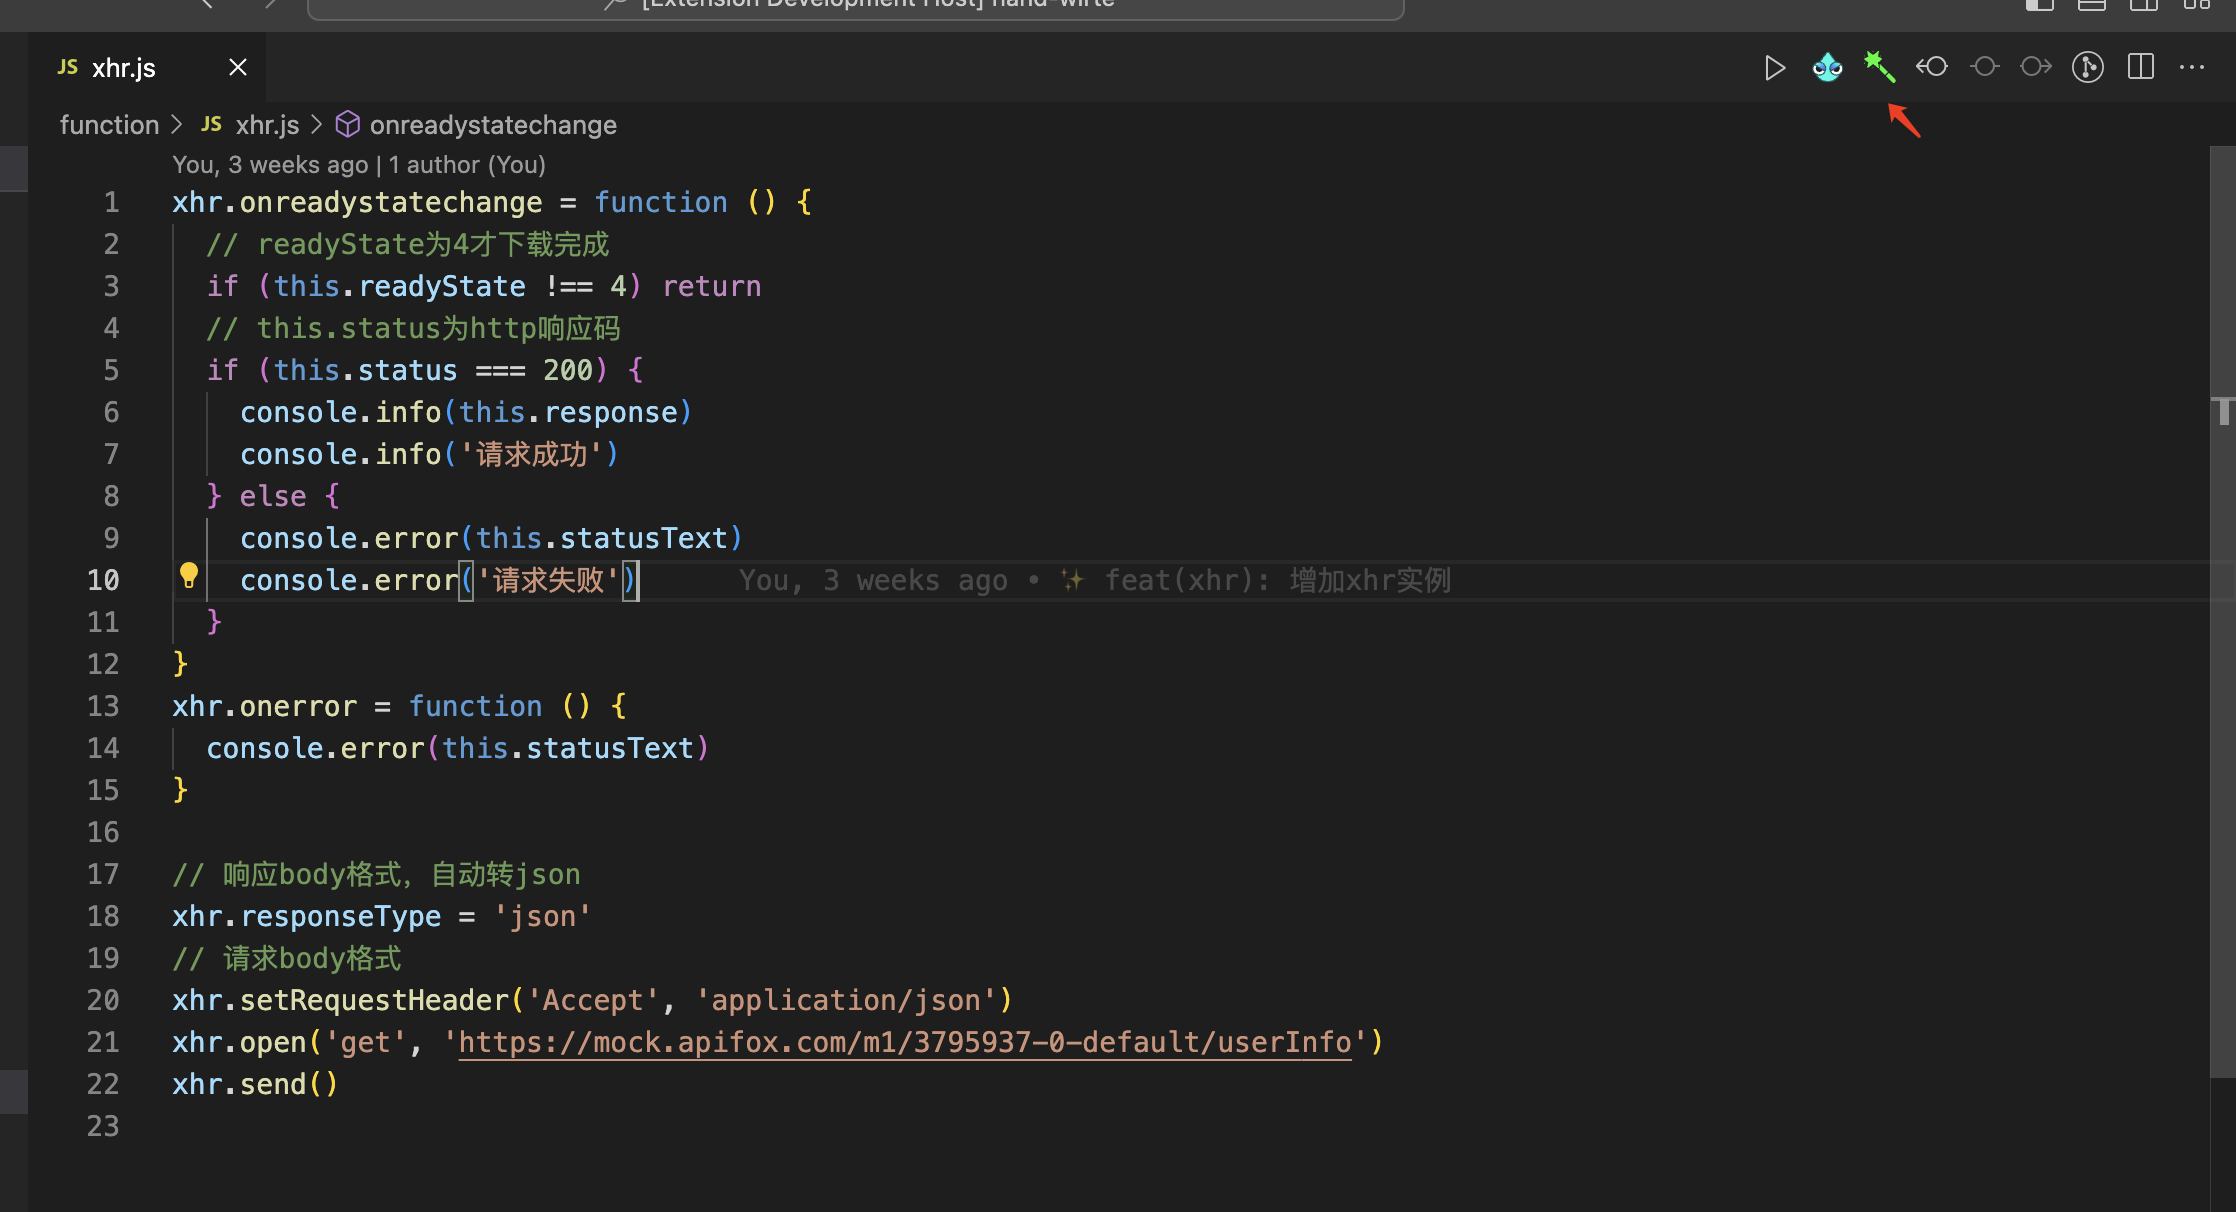 [Extension Development Host] hand-wirte
JS xhr.js
function > JS xhr.js > onreadystatechange
You, 3 weeks ago | 1 author (You)
1 xhr.onreadystatechange = function () {
2 // readyState为4才下载完成
3 if (this.readyState !== 4) return
4 // this.status为http响应码
5 if (this.status === 200) {
6 console.info(this.response)
7 console.info('请求成功')
8 } else {
9 console.error(this.statusText)
10 console.error('请求失败') You, 3 weeks ago • ✨ feat(xhr): 增加xhr实例
11 }
12 }
13 xhr.onerror = function () {
14 console.error(this.statusText)
15 }
16
17 // 响应body格式，自动转json
18 xhr.responseType = 'json'
19 // 请求body格式
20 xhr.setRequestHeader('Accept', 'application/json')
21 xhr.open('get', 'https://mock.apifox.com/m1/3795937-0-default/userInfo')
22 xhr.send()
23